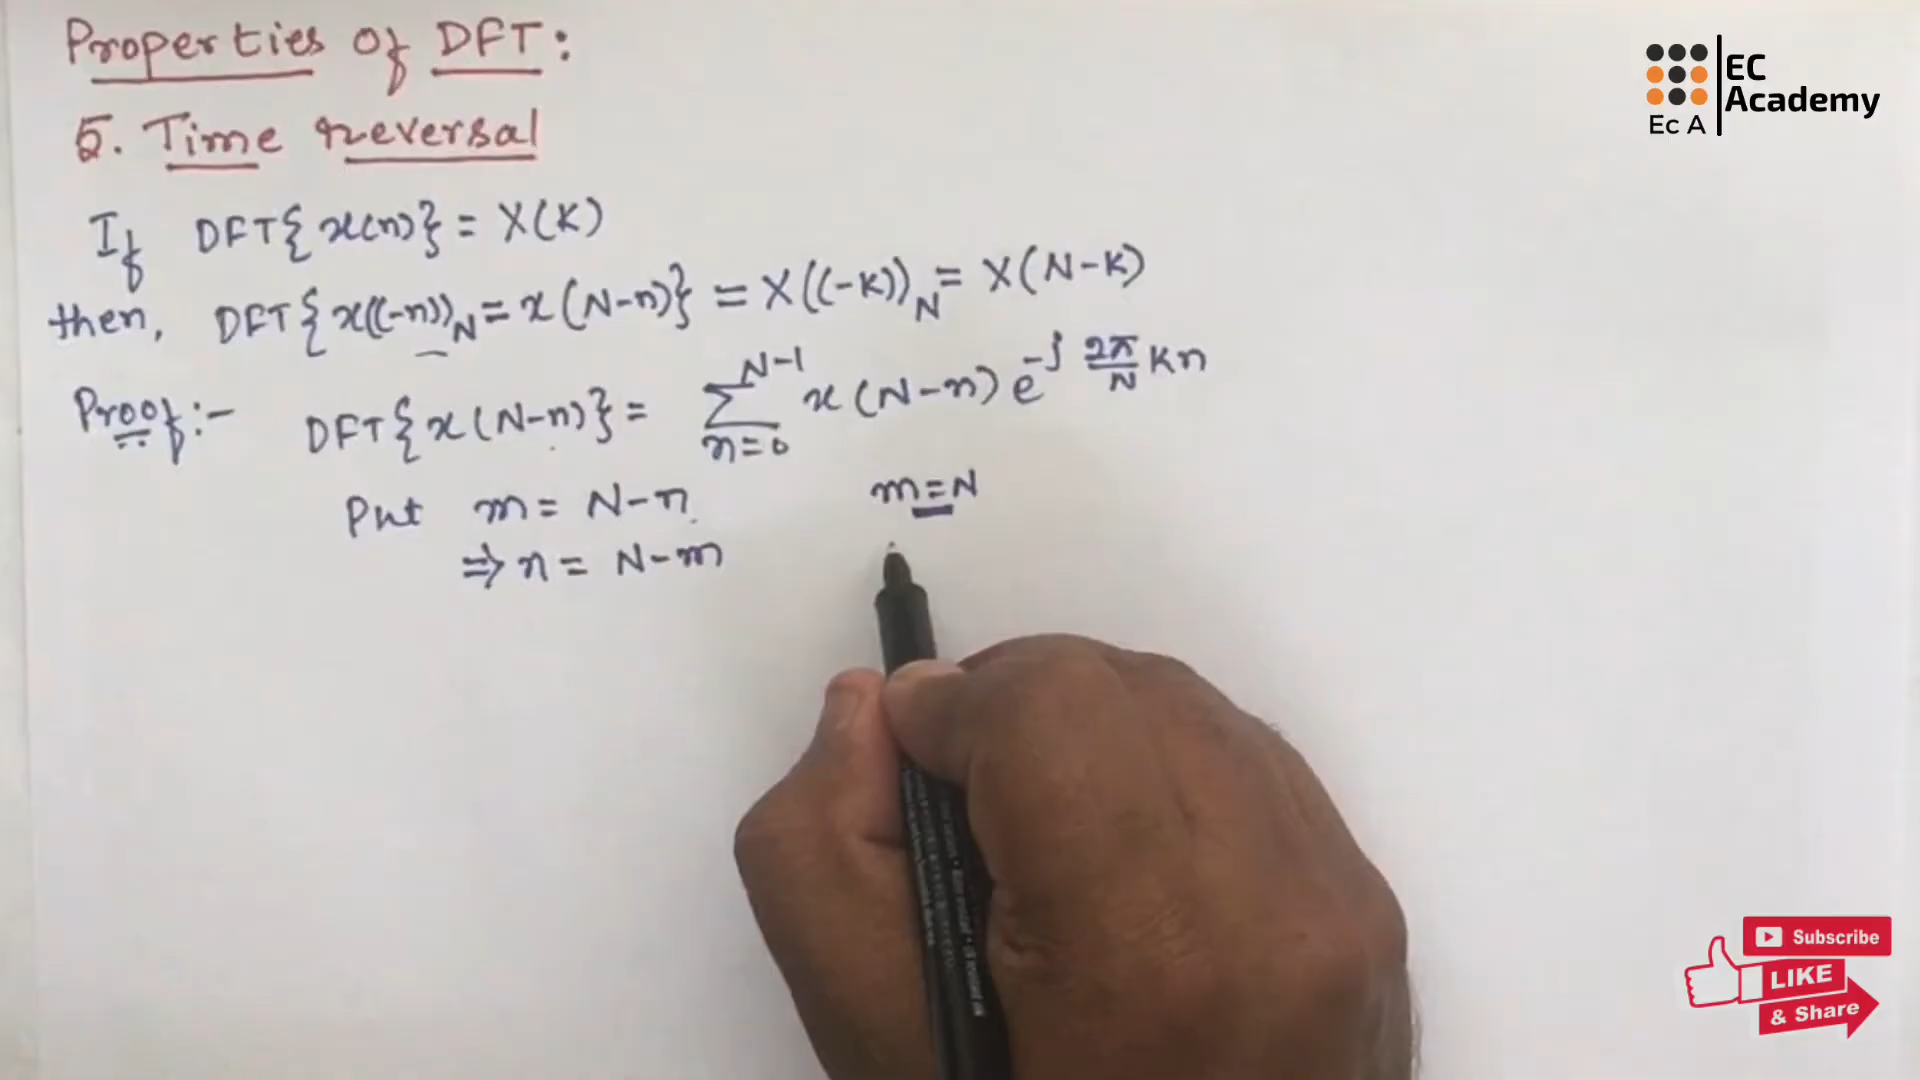 Properties of DFT:
5. Time reversal
If DFT{x(n)} = X(K)
then, DFT{x((-n))N = x(N-n)} = X((-K))N = X(N-K)
Proof:- DFT{x(N-n)} = ∑ n=0 N-1 x(N-n) e^-j 2π/N Kn
Put m = N-n
m=N
⇒ n = N-m
EC
Academy
Ec A
Subscribe
LIKE
& Share